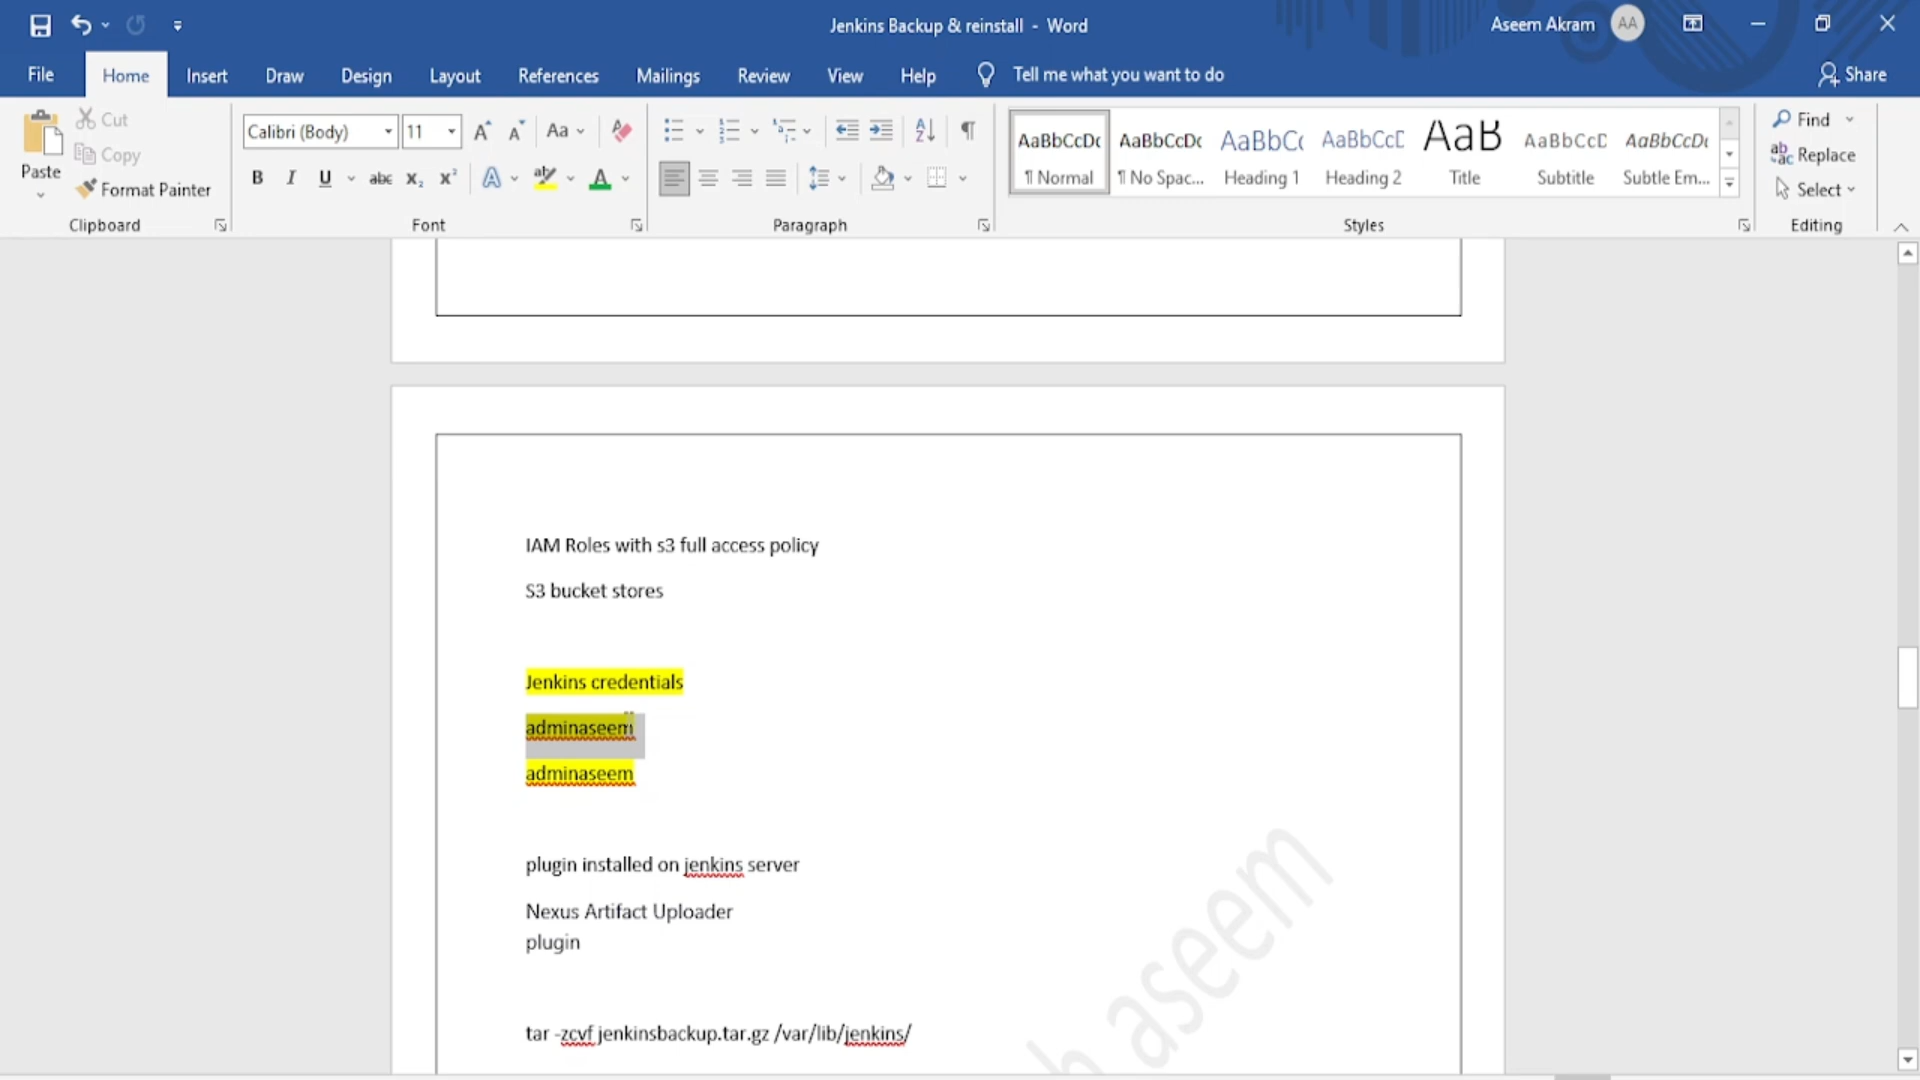 Jenkins Backup & reinstall - Word
Aseem Akram
AA
File
Home
Insert
Draw
Design
Layout
References
Mailings
Review
View
Help
Tell me what you want to do
Share
Paste
Cut
Copy
Format Painter
Clipboard
Calibri (Body)
11
Aa
B I U abc X₂ X²
Font
Paragraph
AaBbCcDc
¶ Normal
AaBbCcDc
¶ No Spac...
AaBbCc
Heading 1
AaBbCcC
Heading 2
AaB
Title
AaBbCcC
Subtitle
AaBbCcDc
Subtle Em...
Styles
Find
Replace
Select
Editing
IAM Roles with s3 full access policy
S3 bucket stores
Jenkins credentials
adminaseem
adminaseem
plugin installed on jenkins server
Nexus Artifact Uploader
plugin
tar -zcvf jenkinsbackup.tar.gz /var/lib/jenkins/
h aseem